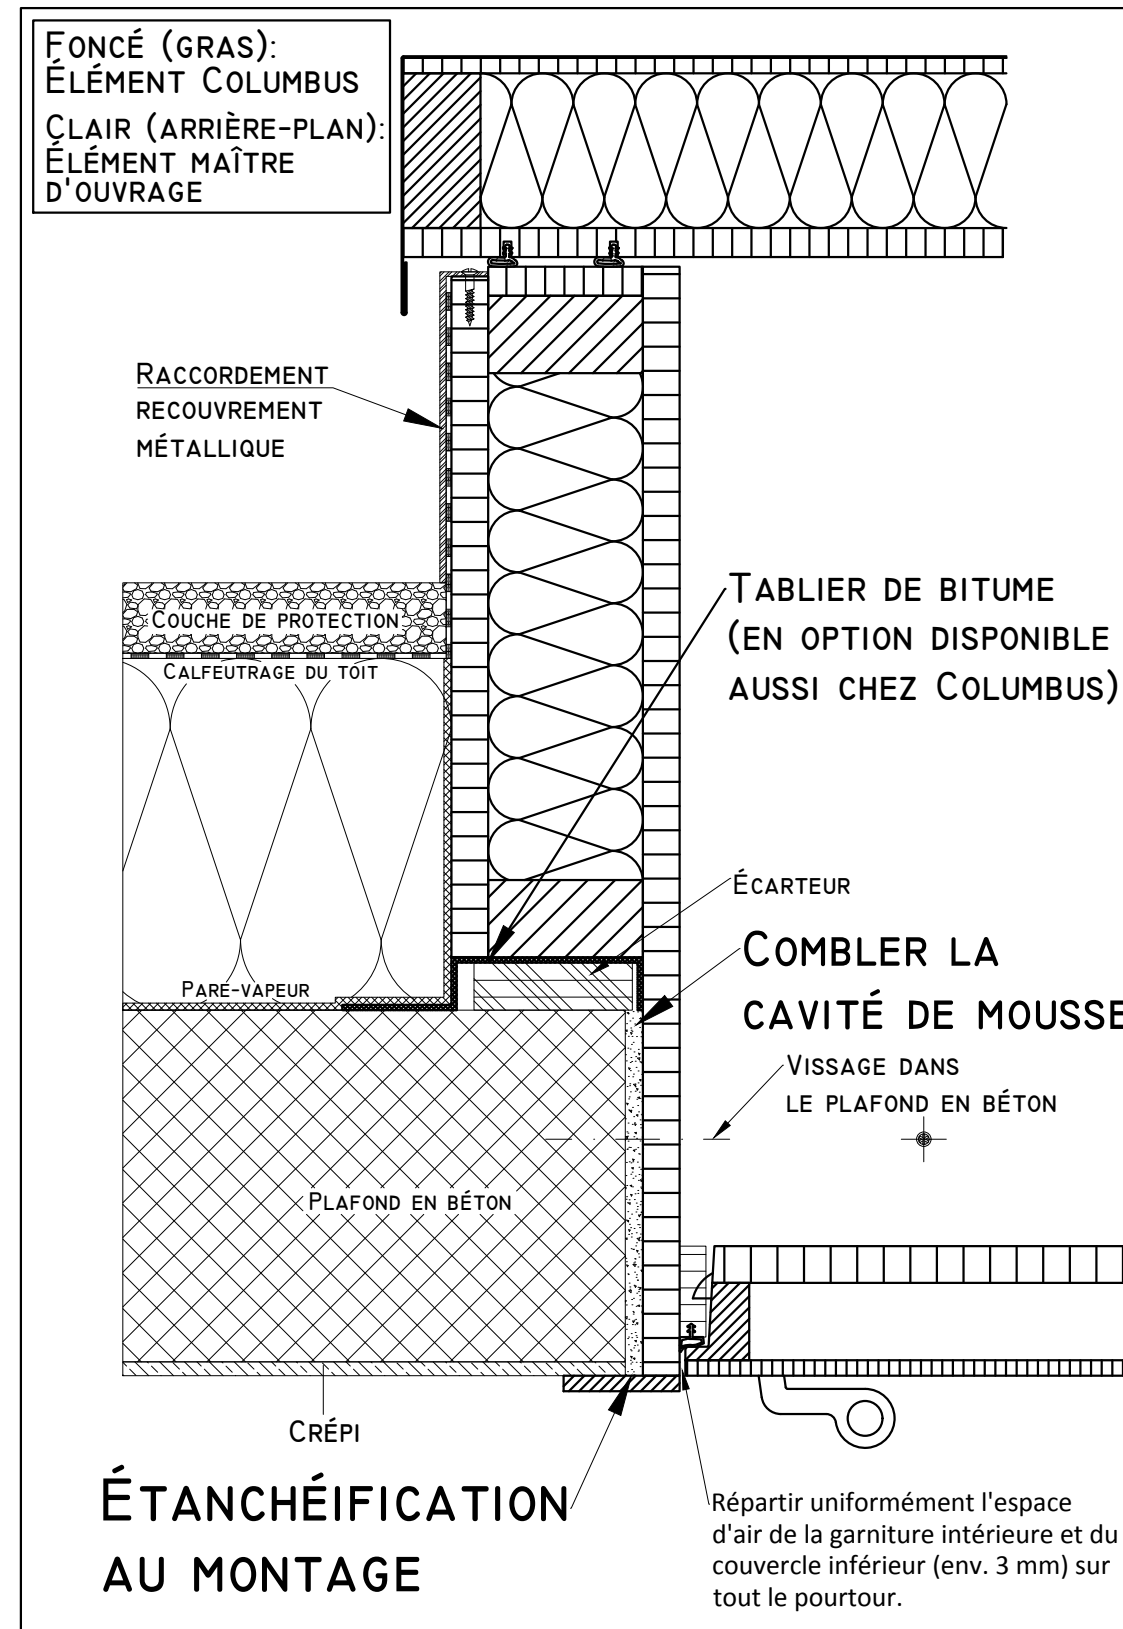 FONCÉ (GRAS):
ÉLÉMENT COLUMBUS
CLAIR (ARRIÈRE-PLAN):
ÉLÉMENT MAÎTRE
D'OUVRAGE
RACCORDEMENT
RECOUVREMENT
MÉTALLIQUE
TABLIER DE BITUME
(EN OPTION DISPONIBLE
AUSSI CHEZ COLUMBUS)
COUCHE DE PROTECTION
CALFEUTRAGE DU TOIT
ÉCARTEUR
COMBLER LA
CAVITÉ DE MOUSSE
PARE-VAPEUR
VISSAGE DANS
LE PLAFOND EN BÉTON
PLAFOND EN BÉTON
CRÉPI
ÉTANCHÉIFICATION
AU MONTAGE
Répartir uniformément l'espace
d'air de la garniture intérieure et du
couvercle inférieur (env. 3 mm) sur
tout le pourtour.